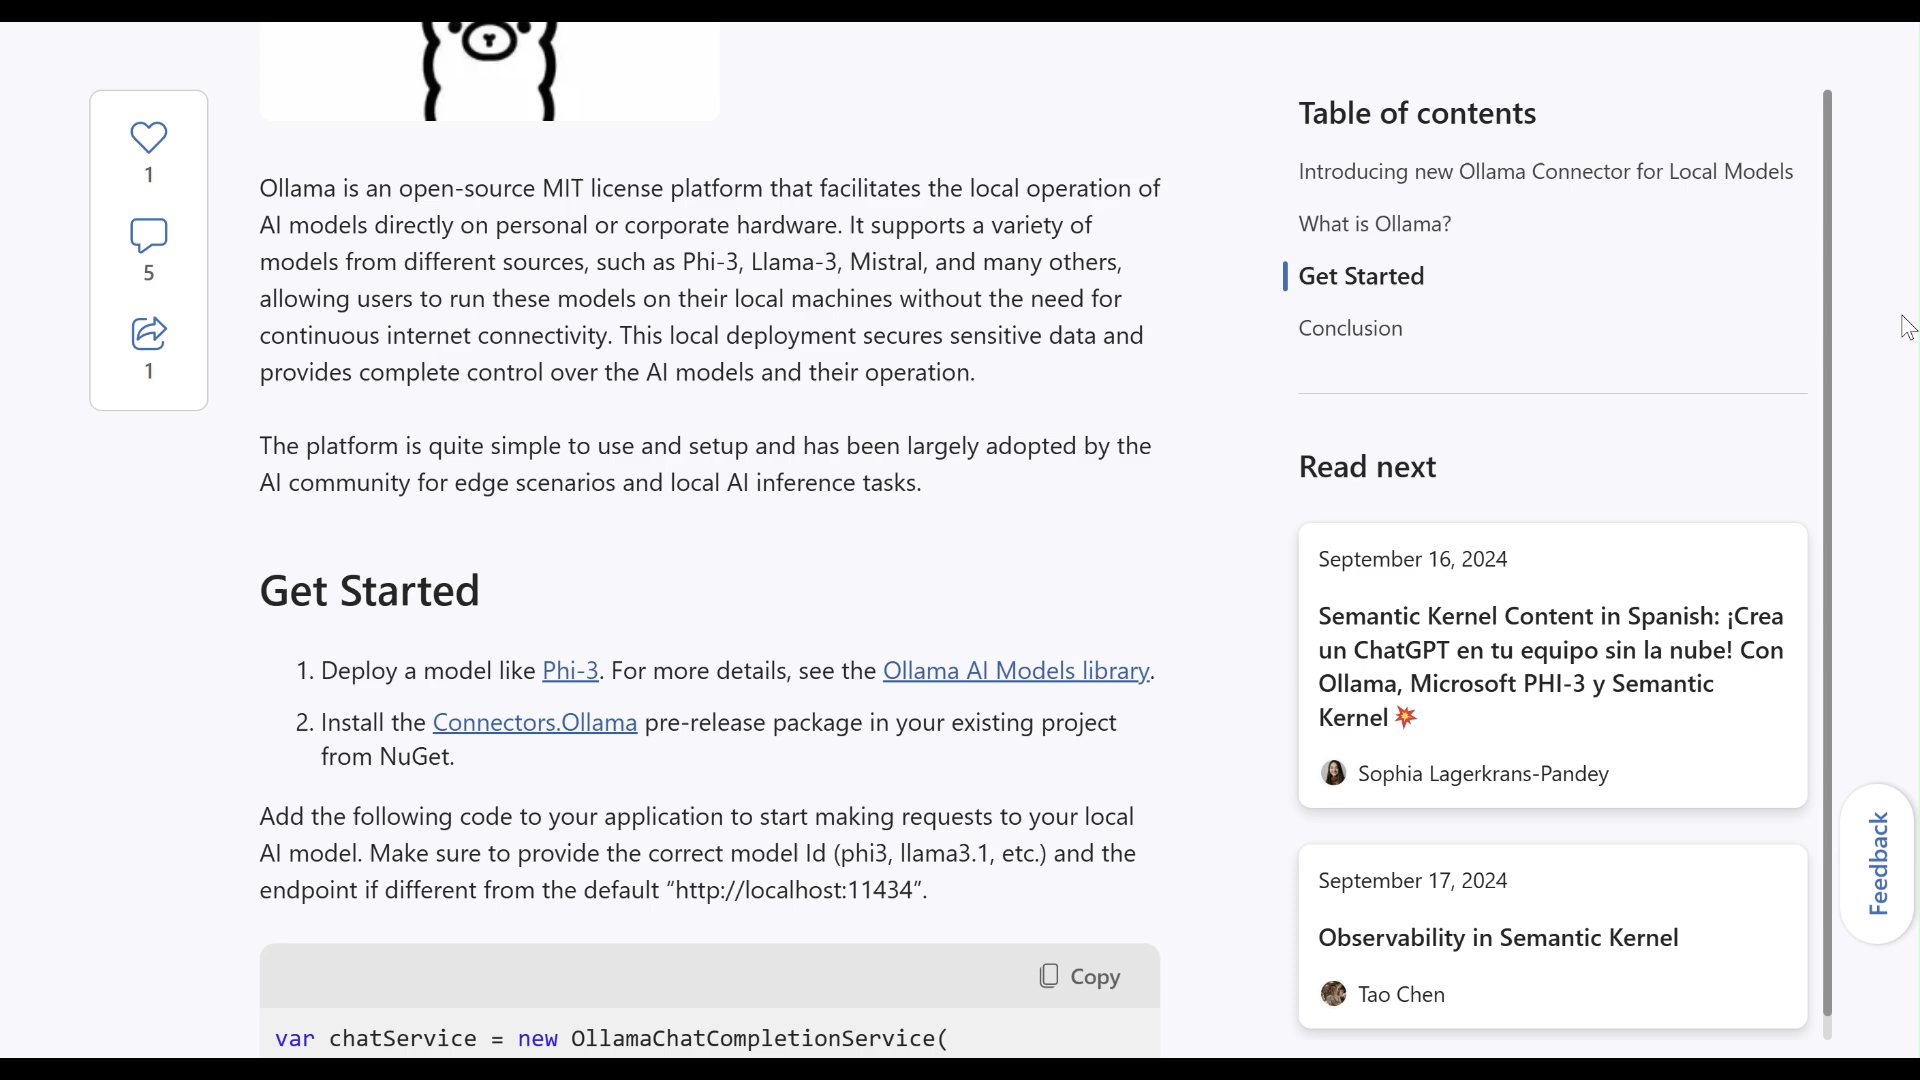 1
5
1
Ollama is an open-source MIT license platform that facilitates the local operation of
AI models directly on personal or corporate hardware. It supports a variety of
models from different sources, such as Phi-3, Llama-3, Mistral, and many others,
allowing users to run these models on their local machines without the need for
continuous internet connectivity. This local deployment secures sensitive data and
provides complete control over the AI models and their operation.
The platform is quite simple to use and setup and has been largely adopted by the
AI community for edge scenarios and local AI inference tasks.
Get Started
1. Deploy a model like Phi-3. For more details, see the Ollama AI Models library.
2. Install the Connectors.Ollama pre-release package in your existing project
from NuGet.
Add the following code to your application to start making requests to your local
AI model. Make sure to provide the correct model Id (phi3, llama3.1, etc.) and the
endpoint if different from the default “http://localhost:11434”.
Copy
var chatService = new OllamaChatCompletionService(
Table of contents
Introducing new Ollama Connector for Local Models
What is Ollama?
Get Started
Conclusion
Read next
September 16, 2024
Semantic Kernel Content in Spanish: ¡Crea
un ChatGPT en tu equipo sin la nube! Con
Ollama, Microsoft PHI-3 y Semantic
Kernel 💥
Sophia Lagerkrans-Pandey
September 17, 2024
Observability in Semantic Kernel
Tao Chen
Feedback